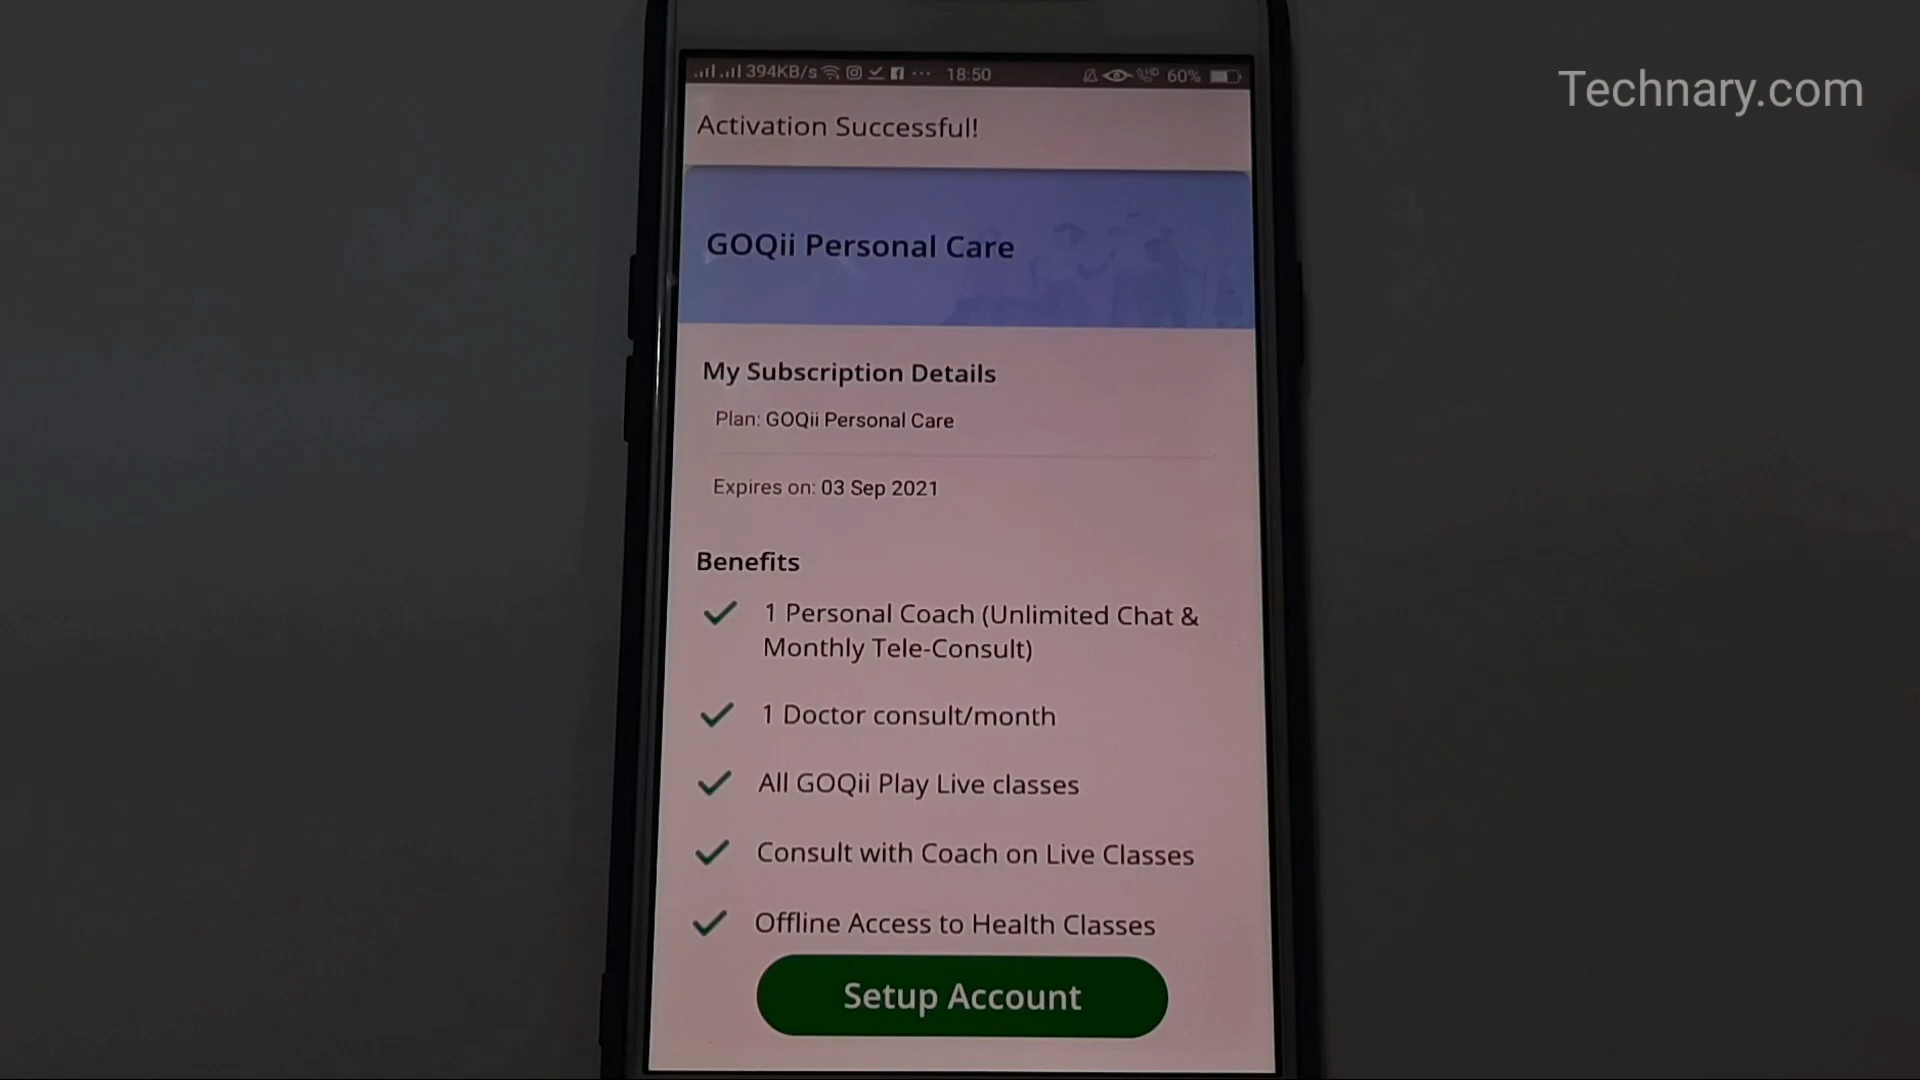 394KB/s ... 18:50 60%
Technary.com
Activation Successful!
GOQii Personal Care
My Subscription Details
Plan: GOQii Personal Care
Expires on: 03 Sep 2021
Benefits
1 Personal Coach (Unlimited Chat &
Monthly Tele-Consult)
1 Doctor consult/month
All GOQii Play Live classes
Consult with Coach on Live Classes
Offline Access to Health Classes
Setup Account